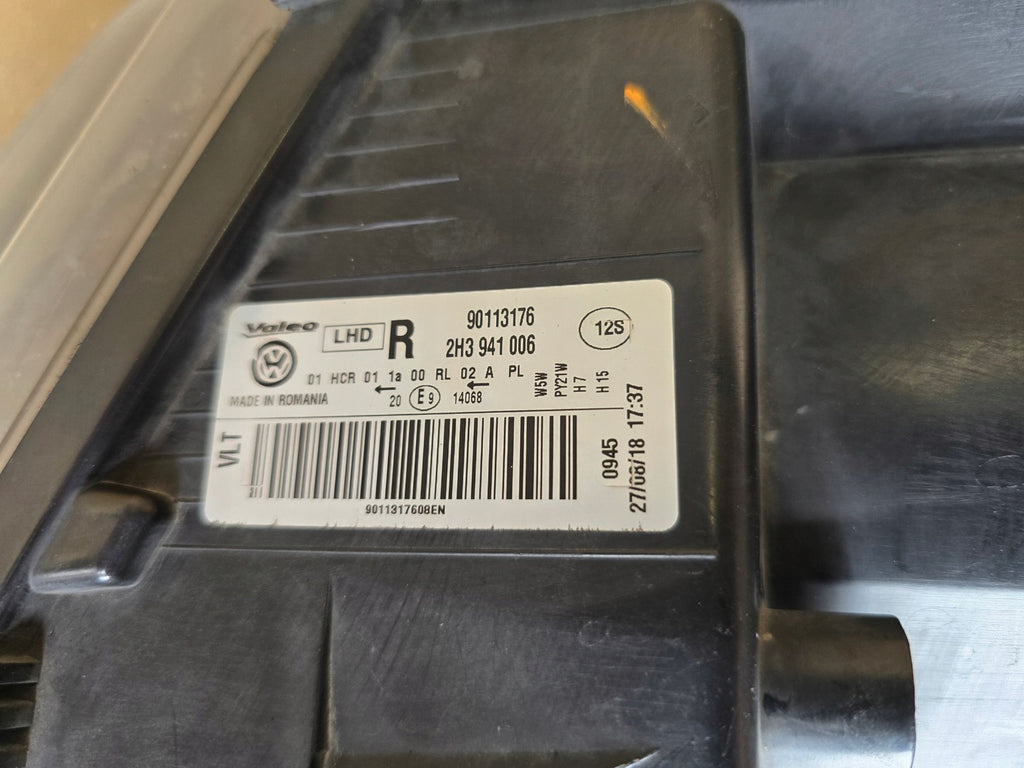 Valeo
LHD
R
90113176
2H3 941 006
12S
01 HCR 01 1a 00 RL 02 A PL
MADE IN ROMANIA
20 E9 14068
W5W
PY21W
H7
H15
VLT
9011317608EN
0945
27/08/18 17:37